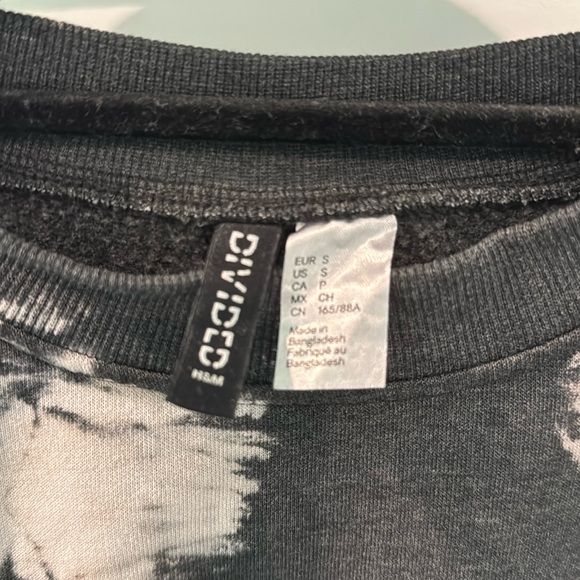 DIVIDED
H&M
EUR S
US S
CA P
MX CH
CN 165/88A
Made in
Bangladesh
Fabriqué au
Bangladesh